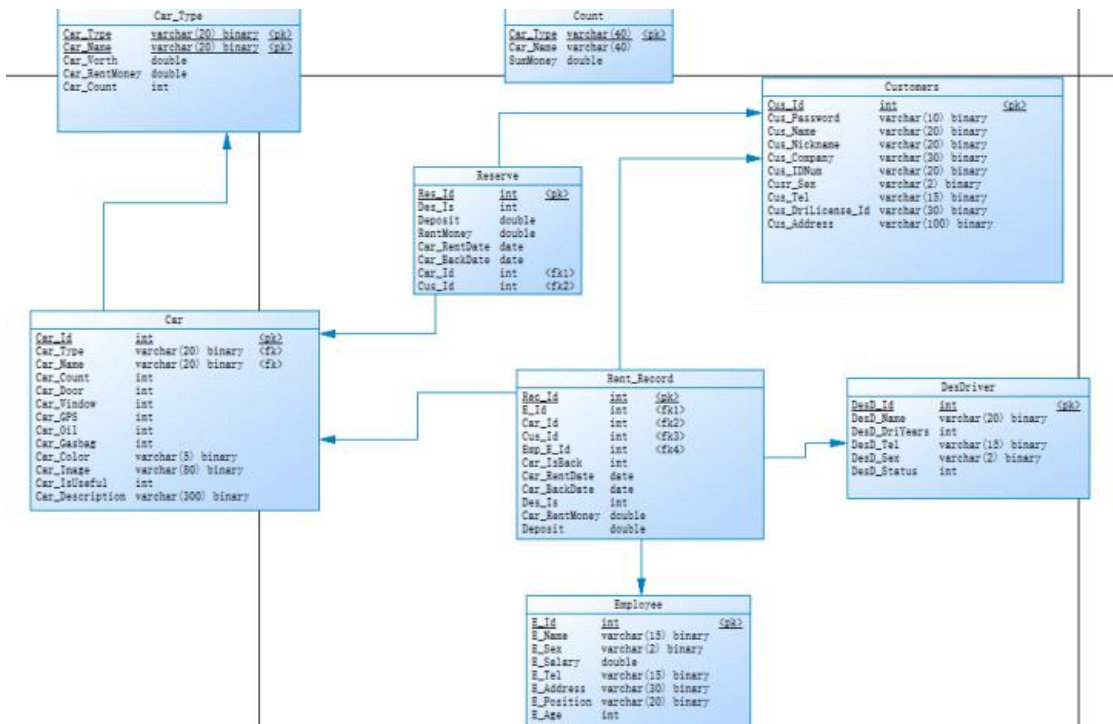 Car_Type
Car_Type varchar(20) binary <pk>
Car_Name varchar(20) binary <pk>
Car_Worth double
Car_RentMoney double
Car_Count int
Count
Car_Type varchar(40) <pk>
Car_Name varchar(40)
SumMoney double
Customers
Cus_Id int <pk>
Cus_Password varchar(10) binary
Cus_Name varchar(20) binary
Cus_Nickname varchar(20) binary
Cus_Company varchar(30) binary
Cus_IDNum varchar(20) binary
Cusr_Sex varchar(2) binary
Cus_Tel varchar(15) binary
Cus_DriLicense_Id varchar(30) binary
Cus_Address varchar(100) binary
Reserve
Res_Id int <pk>
Des_Is int
Deposit double
RentMoney double
Car_RentDate date
Car_BackDate date
Car_Id int <fk1>
Cus_Id int <fk2>
Car
Car_Id int <pk>
Car_Type varchar(20) binary <fk>
Car_Name varchar(20) binary <fk>
Car_Count int
Car_Door int
Car_Window int
Car_GPS int
Car_Oil int
Car_Gasbag int
Car_Color varchar(5) binary
Car_Image varchar(80) binary
Car_IsUseful int
Car_Description varchar(300) binary
Rent_Record
Rec_Id int <pk>
E_Id int <fk1>
Car_Id int <fk2>
Cus_Id int <fk3>
Emp_E_Id int <fk4>
Car_IsBack int
Car_RentDate date
Car_BackDate date
Des_Is int
Car_RentMoney double
Deposit double
DesDriver
DesD_Id int <pk>
DesD_Name varchar(20) binary
DesD_DriYears int
DesD_Tel varchar(15) binary
DesD_Sex varchar(2) binary
DesD_Status int
Employee
E_Id int <pk>
E_Name varchar(15) binary
E_Sex varchar(2) binary
E_Salary double
E_Tel varchar(15) binary
E_Address varchar(30) binary
E_Position varchar(20) binary
E_Age int